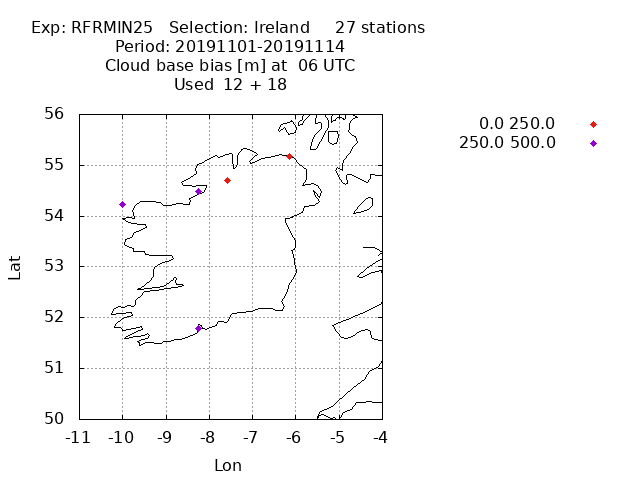 Exp: RFRMIN25   Selection: Ireland     27 stations
Period: 20191101-20191114
Cloud base bias [m] at  06 UTC
Used  12 + 18
0.0 250.0
250.0 500.0
56
55
54
53
52
51
50
Lat
-11 -10 -9 -8 -7 -6 -5 -4
Lon